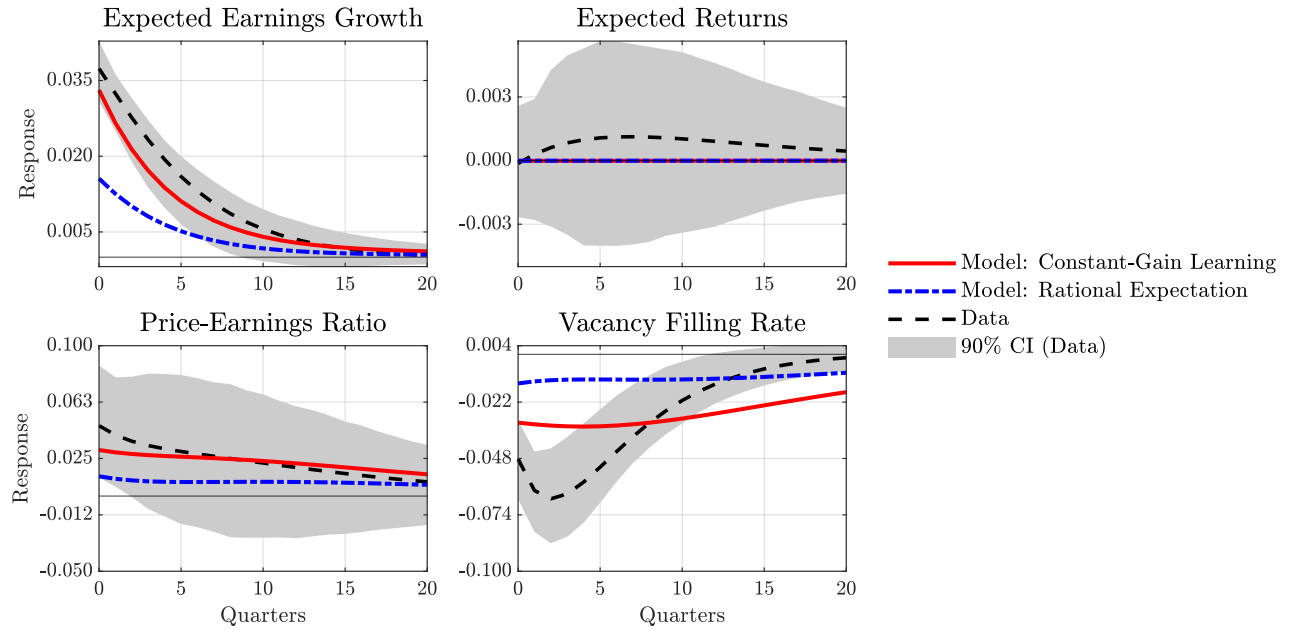 Expected Earnings Growth
Expected Returns
0.035
0.020
0.005
Response
0 5 10 15 20
0.003
0.000
-0.003
0 5 10 15 20
Price-Earnings Ratio
Vacancy Filling Rate
0.100
0.063
0.025
-0.012
-0.050
Response
0 5 10 15 20
Quarters
0.004
-0.022
-0.048
-0.074
-0.100
0 5 10 15 20
Quarters
Model: Constant-Gain Learning
Model: Rational Expectation
Data
90% CI (Data)